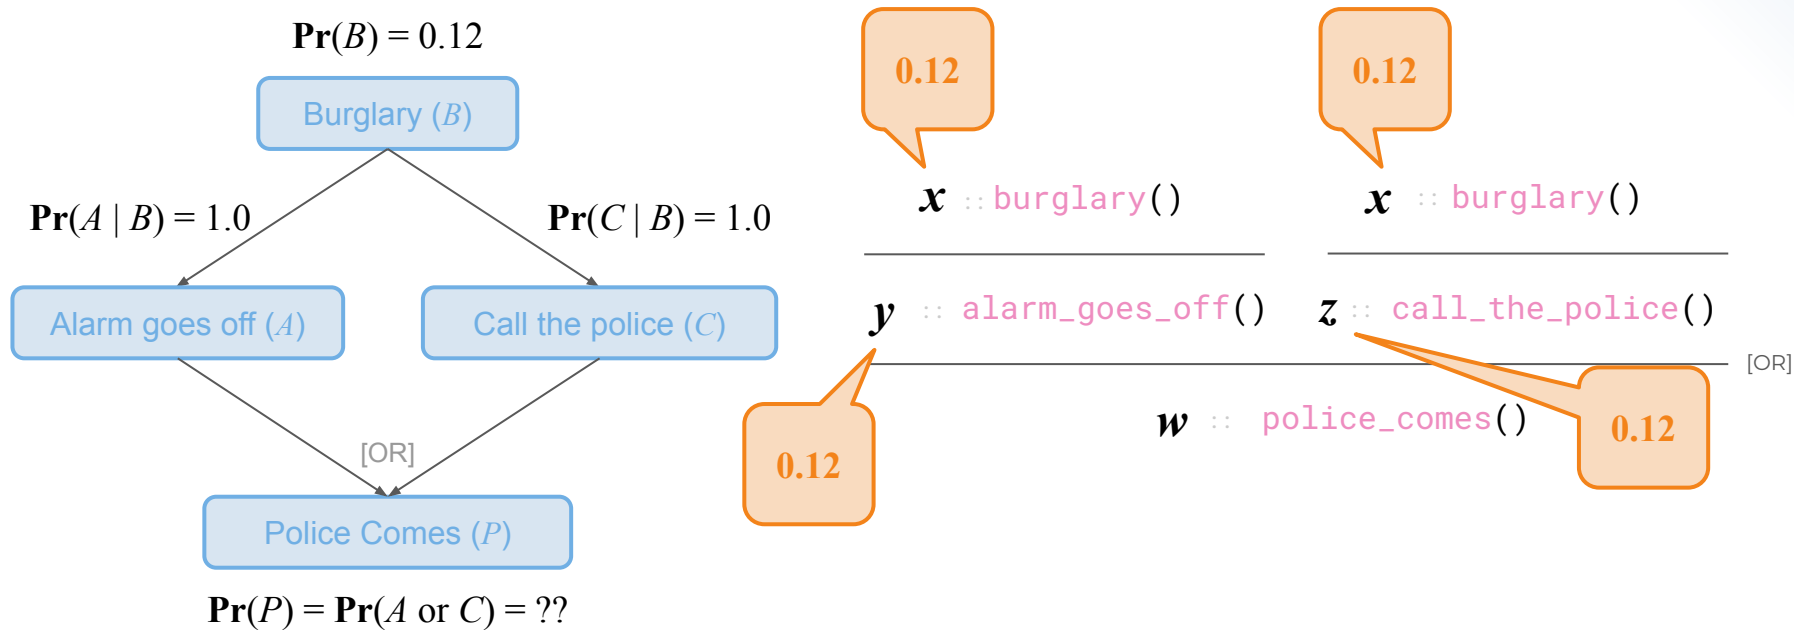 Pr(B) = 0.12
Burglary (B)
Pr(A | B) = 1.0
Pr(C | B) = 1.0
Alarm goes off (A)
Call the police (C)
[OR]
Police Comes (P)
Pr(P) = Pr(A or C) = ??
0.12
0.12
x :: burglary()
x :: burglary()
y :: alarm_goes_off()
z :: call_the_police()
[OR]
w :: police_comes()
0.12
0.12